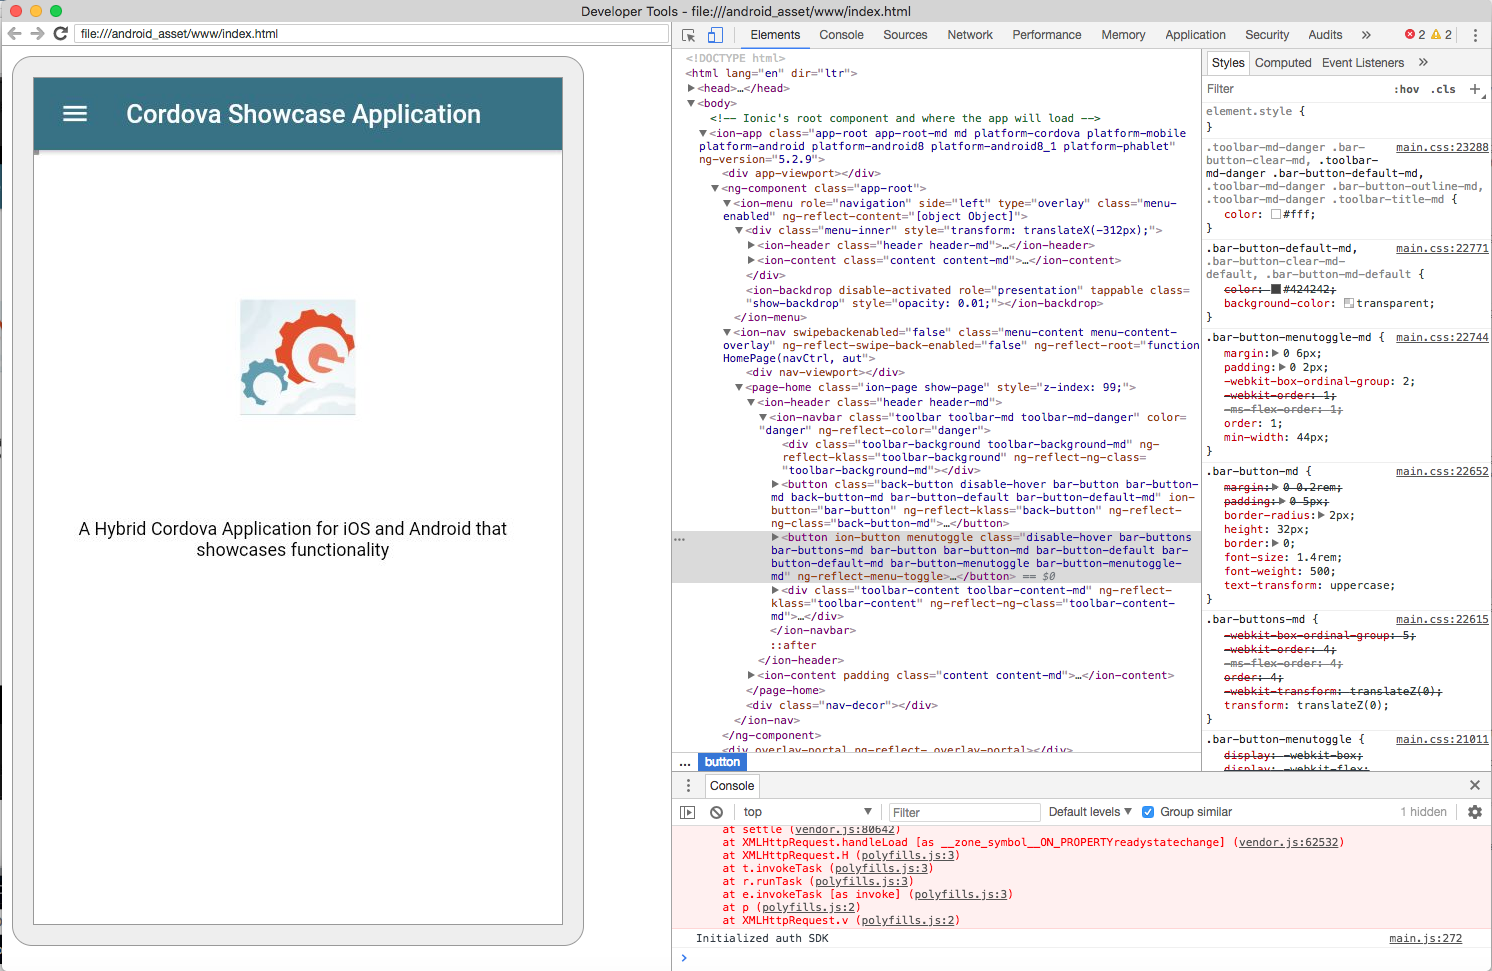 Developer Tools - file:///android_asset/www/index.html
file:///android_asset/www/index.html
Cordova Showcase Application
A Hybrid Cordova Application for iOS and Android that
showcases functionality
Elements Console Sources Network Performance Memory Application Security Audits » 2 2
<!DOCTYPE html>
<html lang="en" dir="ltr">
▶<head>…</head>
▼<body>
<!-- Ionic's root component and where the app will load -->
▼<ion-app class="app-root app-root-md md platform-cordova platform-mobile
platform-android platform-android8 platform-android8_1 platform-phablet"
ng-version="5.2.9">
<div app-viewport></div>
▼<ng-component class="app-root">
▼<ion-menu role="navigation" side="left" type="overlay" class="menu-
enabled" ng-reflect-content="[object Object]">
▼<div class="menu-inner" style="transform: translateX(-312px);">
▶<ion-header class="header header-md">…</ion-header>
▶<ion-content class="content content-md">…</ion-content>
</div>
<ion-backdrop disable-activated role="presentation" tappable class=
"show-backdrop" style="opacity: 0.01;"></ion-backdrop>
</ion-menu>
▼<ion-nav swipebackenabled="false" class="menu-content menu-content-
overlay" ng-reflect-swipe-back-enabled="false" ng-reflect-root="function
HomePage(navCtrl, aut">
<div nav-viewport></div>
▼<page-home class="ion-page show-page" style="z-index: 99;">
▼<ion-header class="header header-md">
▼<ion-navbar class="toolbar toolbar-md toolbar-md-danger" color=
"danger" ng-reflect-color="danger">
<div class="toolbar-background toolbar-background-md" ng-
reflect-klass="toolbar-background" ng-reflect-ng-class=
"toolbar-background-md"></div>
▶<button class="back-button disable-hover bar-button bar-button-
md back-button-md bar-button-default bar-button-default-md" ion-
button="bar-button" ng-reflect-klass="back-button" ng-reflect-
ng-class="back-button-md">…</button>
… ▶<button ion-button menutoggle class="disable-hover bar-buttons
bar-buttons-md bar-button bar-button-md bar-button-default bar-
button-default-md bar-button-menutoggle bar-button-menutoggle-
md" ng-reflect-menu-toggle>…</button> == $0
▶<div class="toolbar-content toolbar-content-md" ng-reflect-
klass="toolbar-content" ng-reflect-ng-class="toolbar-content-
md">…</div>
</ion-navbar>
::after
</ion-header>
▶<ion-content padding class="content content-md">…</ion-content>
</page-home>
<div class="nav-decor"></div>
</ion-nav>
</ng-component>
<div overlay-portal ng-reflect- overlay-portal></div>
… button
Styles Computed Event Listeners »
Filter :hov .cls +
element.style {
}
.toolbar-md-danger .bar- main.css:23288
button-clear-md, .toolbar-
md-danger .bar-button-default-md,
.toolbar-md-danger .bar-button-outline-md,
.toolbar-md-danger .toolbar-title-md {
color: #fff;
}
.bar-button-default-md, main.css:22771
.bar-button-clear-md-
default, .bar-button-md-default {
color: #424242;
background-color: transparent;
}
.bar-button-menutoggle-md { main.css:22744
margin:▶0 6px;
padding:▶0 2px;
-webkit-box-ordinal-group: 2;
-webkit-order: 1;
-ms-flex-order: 1;
order: 1;
min-width: 44px;
}
.bar-button-md { main.css:22652
margin:▶0 0.2rem;
padding:▶0 5px;
border-radius:▶2px;
height: 32px;
border:▶0;
font-size: 1.4rem;
font-weight: 500;
text-transform: uppercase;
}
.bar-buttons-md { main.css:22615
-webkit-box-ordinal-group: 5;
-webkit-order: 4;
-ms-flex-order: 4;
order: 4;
-webkit-transform: translateZ(0);
transform: translateZ(0);
}
.bar-button-menutoggle { main.css:21011
display: -webkit-box;
display: -webkit-flex;
Console
top ▼ Filter Default levels ▼ Group similar 1 hidden
at settle (vendor.js:80642)
at XMLHttpRequest.handleLoad [as __zone_symbol__ON_PROPERTYreadystatechange] (vendor.js:62532)
at XMLHttpRequest.H (polyfills.js:3)
at t.invokeTask (polyfills.js:3)
at r.runTask (polyfills.js:3)
at e.invokeTask [as invoke] (polyfills.js:3)
at p (polyfills.js:2)
at XMLHttpRequest.v (polyfills.js:2)
Initialized auth SDK main.js:272